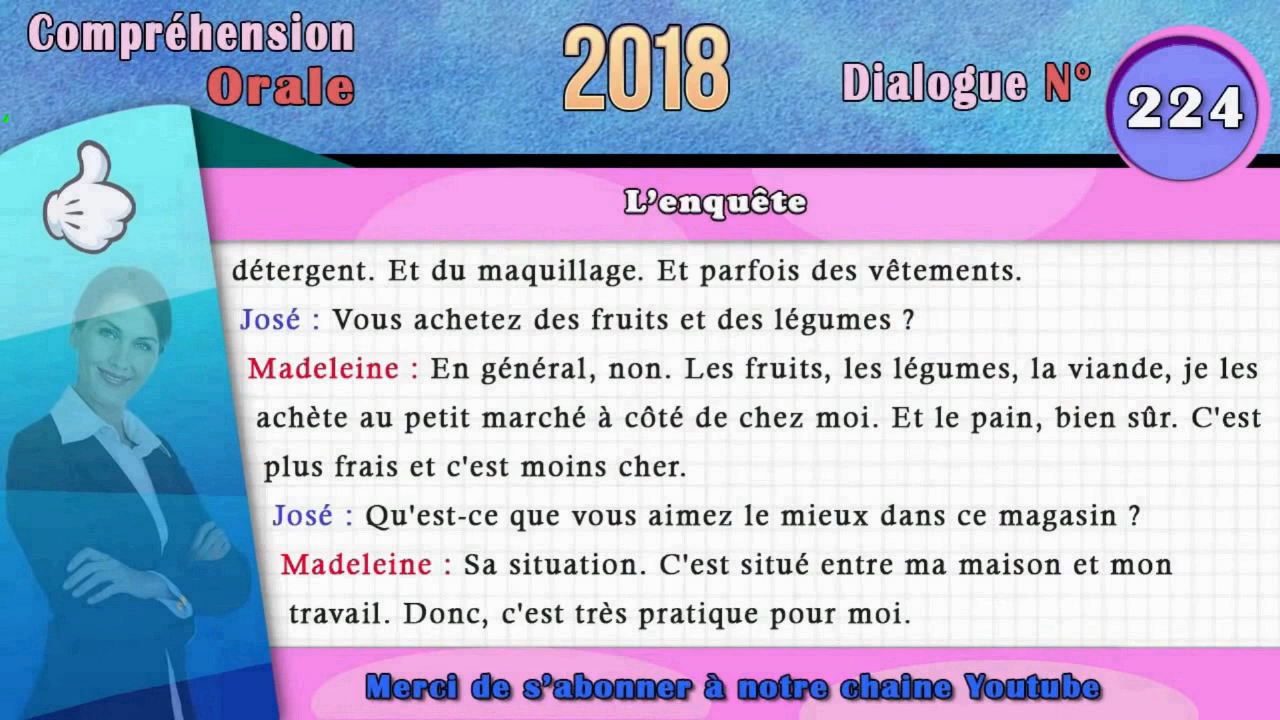 Compréhension
Orale
2018
Dialogue N°
224
L'enquête
détergent. Et du maquillage. Et parfois des vêtements.
José : Vous achetez des fruits et des légumes ?
Madeleine : En général, non. Les fruits, les légumes, la viande, je les
achète au petit marché à côté de chez moi. Et le pain, bien sûr. C'est
plus frais et c'est moins cher.
José : Qu'est-ce que vous aimez le mieux dans ce magasin ?
Madeleine : Sa situation. C'est situé entre ma maison et mon
travail. Donc, c'est très pratique pour moi.
Merci de s'abonner à notre chaine Youtube